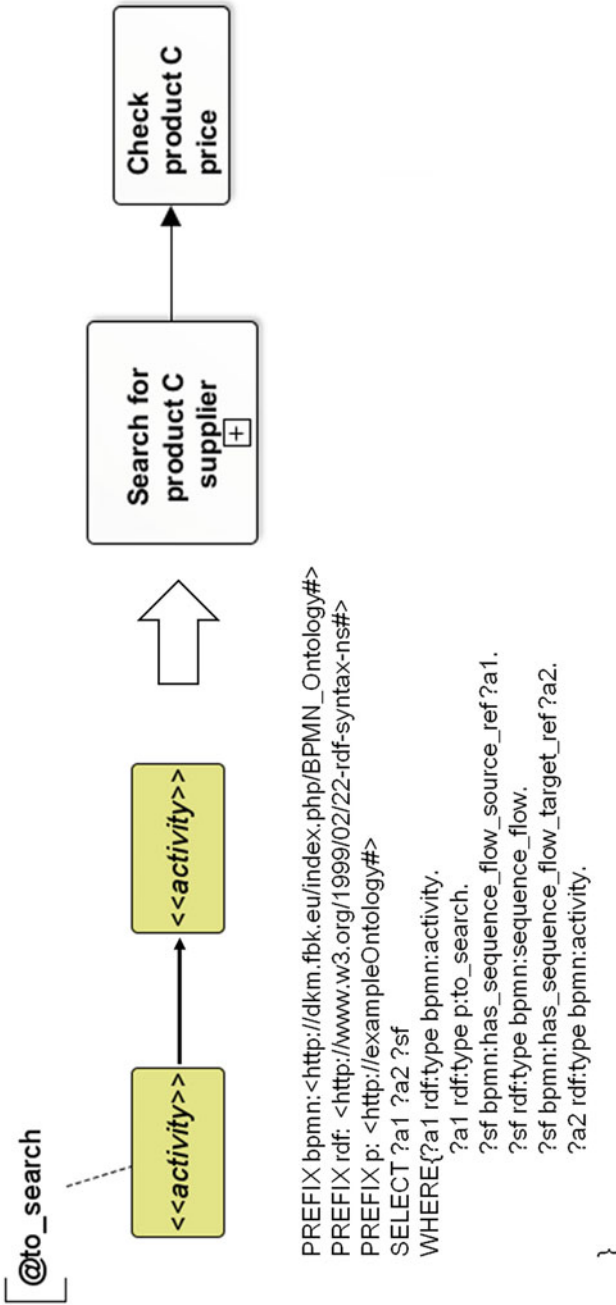 @to_search
<<activity>>
<<activity>>
Search for
product C
supplier
+
Check
product C
price
PREFIX bpmn:<http://dkm.fbk.eu/index.php/BPMN_Ontology#>
PREFIX rdf: <http://www.w3.org/1999/02/22-rdf-syntax-ns#>
PREFIX p: <http://exampleOntology#>
SELECT ?a1 ?a2 ?sf
WHERE{?a1 rdf:type bpmn:activity.
?a1 rdf:type p:to_search.
?sf bpmn:has_sequence_flow_source_ref ?a1.
?sf rdf:type bpmn:sequence_flow.
?sf bpmn:has_sequence_flow_target_ref ?a2.
?a2 rdf:type bpmn:activity.
}